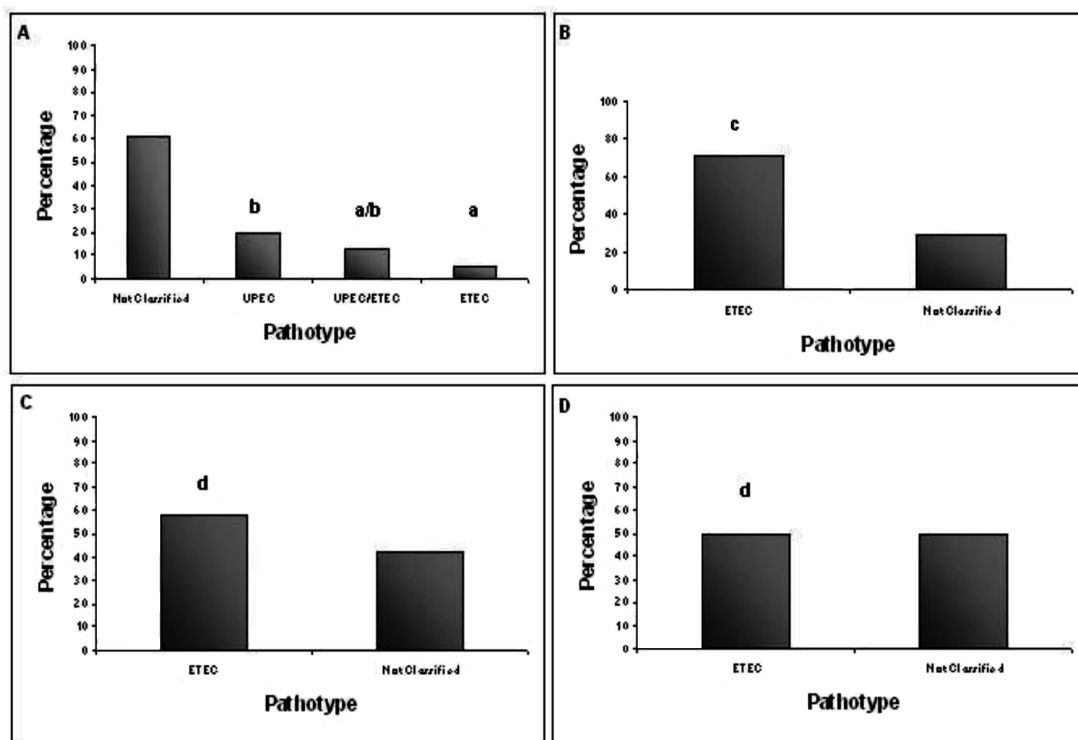 A
Percentage
100
90
80
70
60
50
40
30
20
10
0
b
a/b
a
Not Classified UPEC UPEC/ETEC ETEC
Pathotype
B
Percentage
100
80
60
40
20
0
c
ETEC Not Classified
Pathotype
C
Percentage
100
90
80
70
60
50
40
30
20
10
0
d
ETEC Not Classified
Pathotype
D
Percentage
100
90
80
70
60
50
40
30
20
10
0
d
ETEC Not Classified
Pathotype